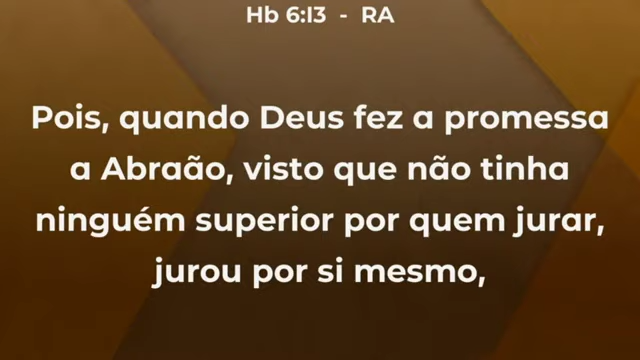 Hb 6:13 - RA
Pois, quando Deus fez a promessa
a Abraão, visto que não tinha
ninguém superior por quem jurar,
jurou por si mesmo,